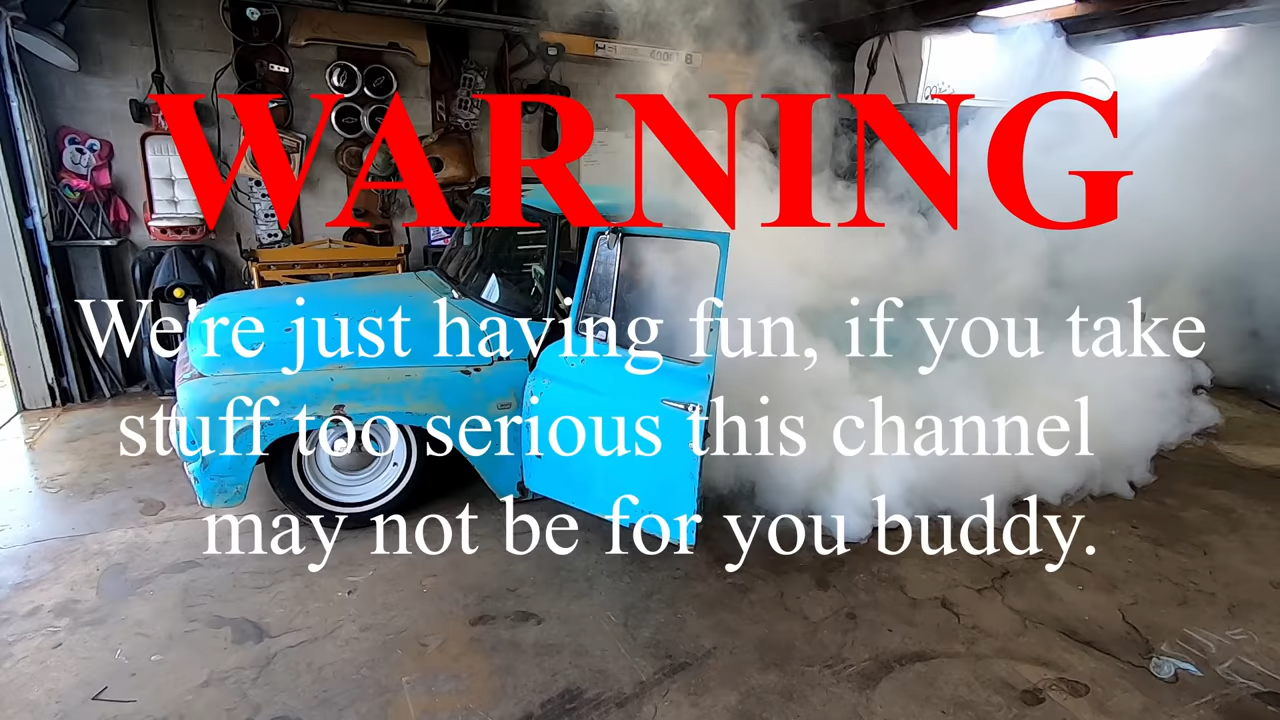 WARNING
We're just having fun, if you take
stuff too serious this channel
may not be for you buddy.